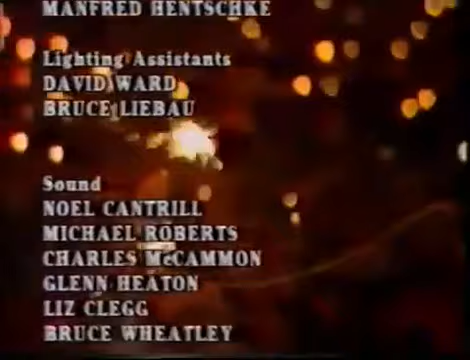 MANFRED HENTSCHKE
Lighting Assistants
DAVID WARD
BRUCE LIEBAU
Sound
NOEL CANTRILL
MICHAEL ROBERTS
CHARLES McCAMMON
GLENN HEATON
LIZ CLEGG
BRUCE WHEATLEY